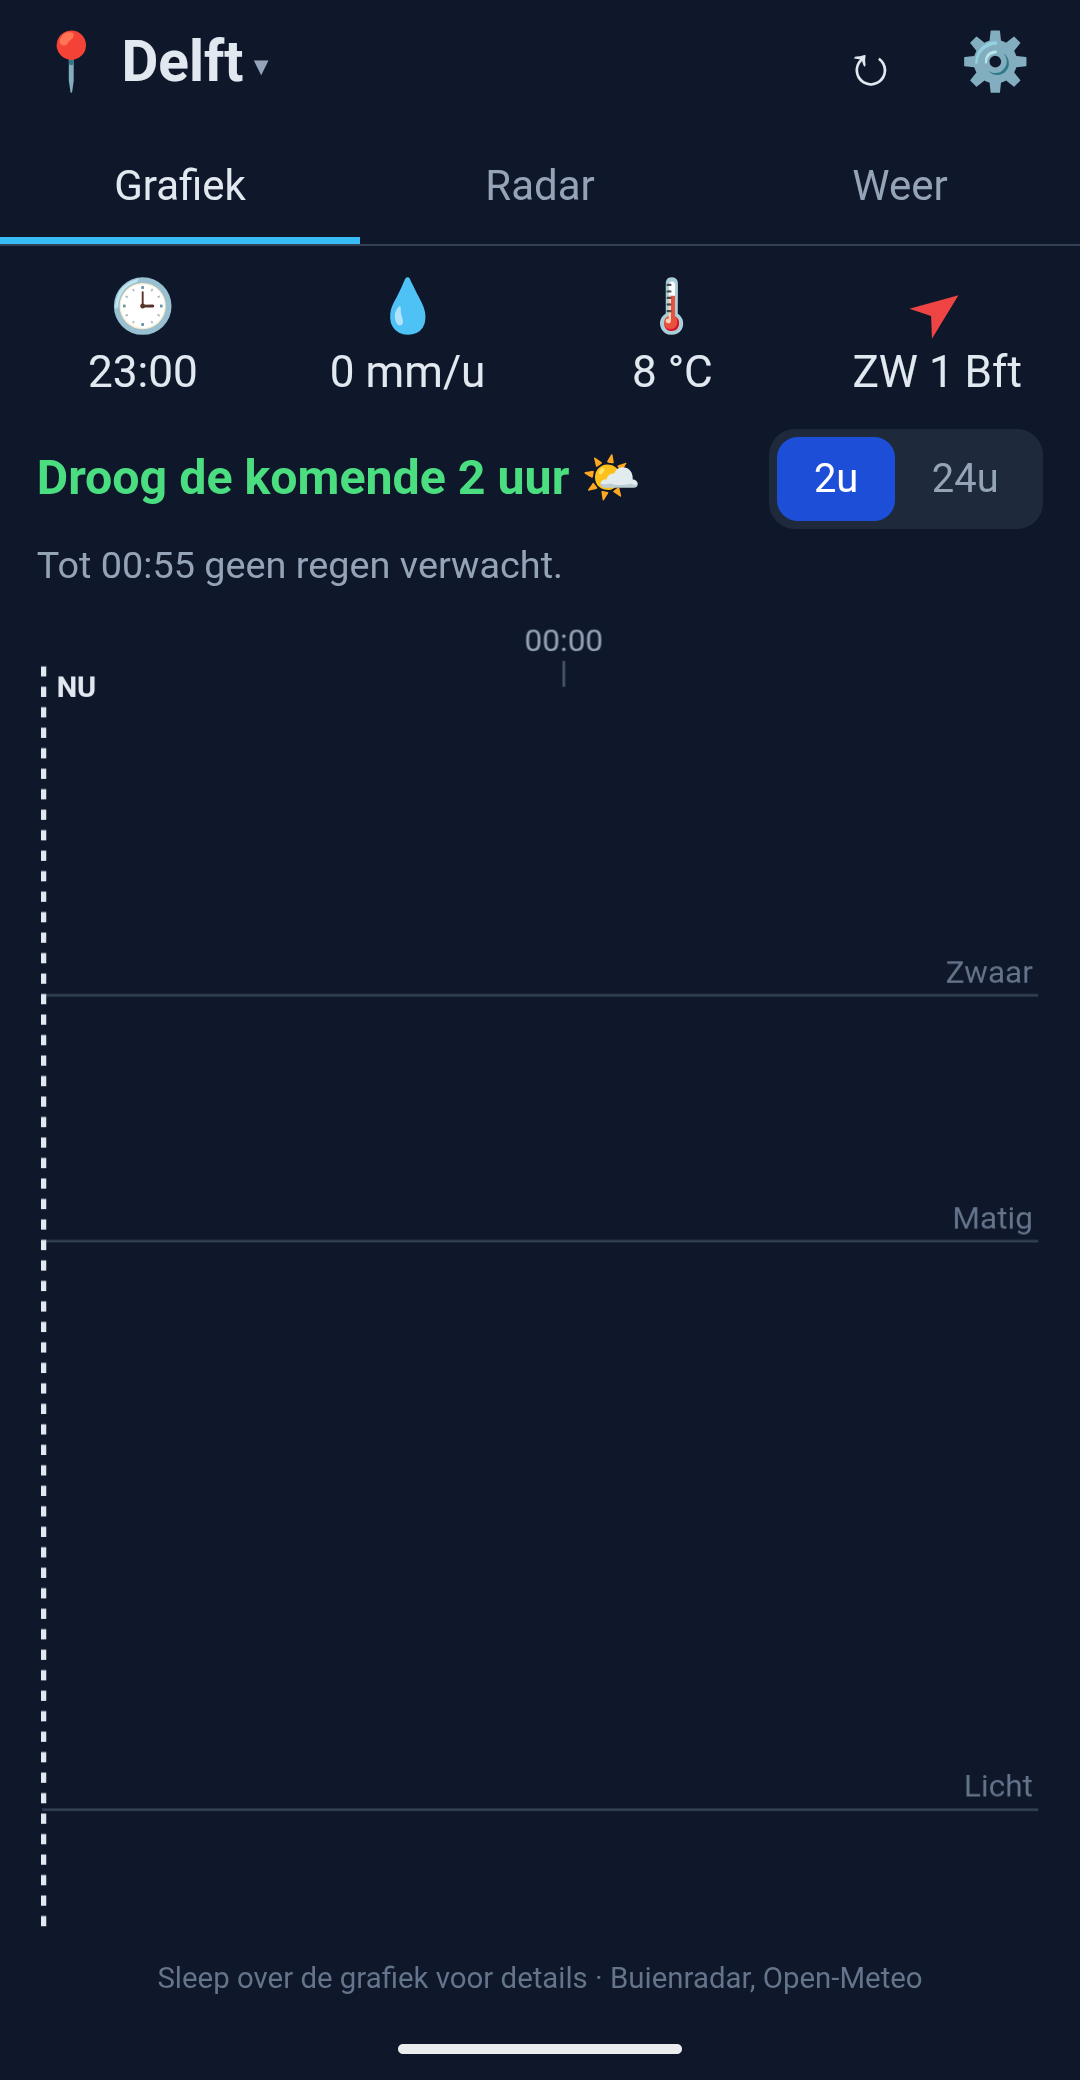 Delft
Grafiek Radar Weer
23:00 0 mm/u 8 °C ZW 1 Bft
Droog de komende 2 uur 2u 24u
Tot 00:55 geen regen verwacht.
00:00
NU
Zwaar
Matig
Licht
Sleep over de grafiek voor details · Buienradar, Open-Meteo